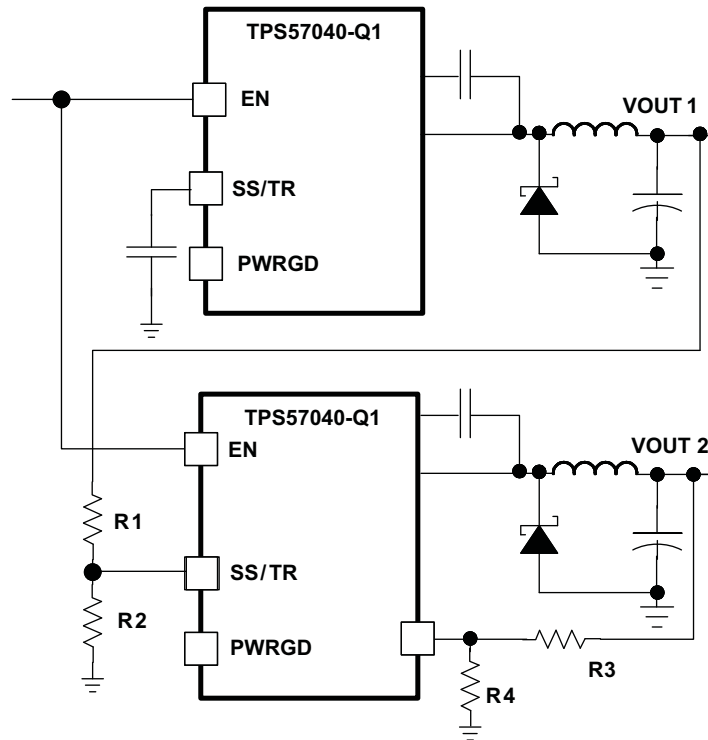 TPS57040-Q1
EN
VOUT 1
SS/TR
PWRGD
TPS57040-Q1
EN
VOUT 2
R1
SS/TR
R2
PWRGD
R3
R4